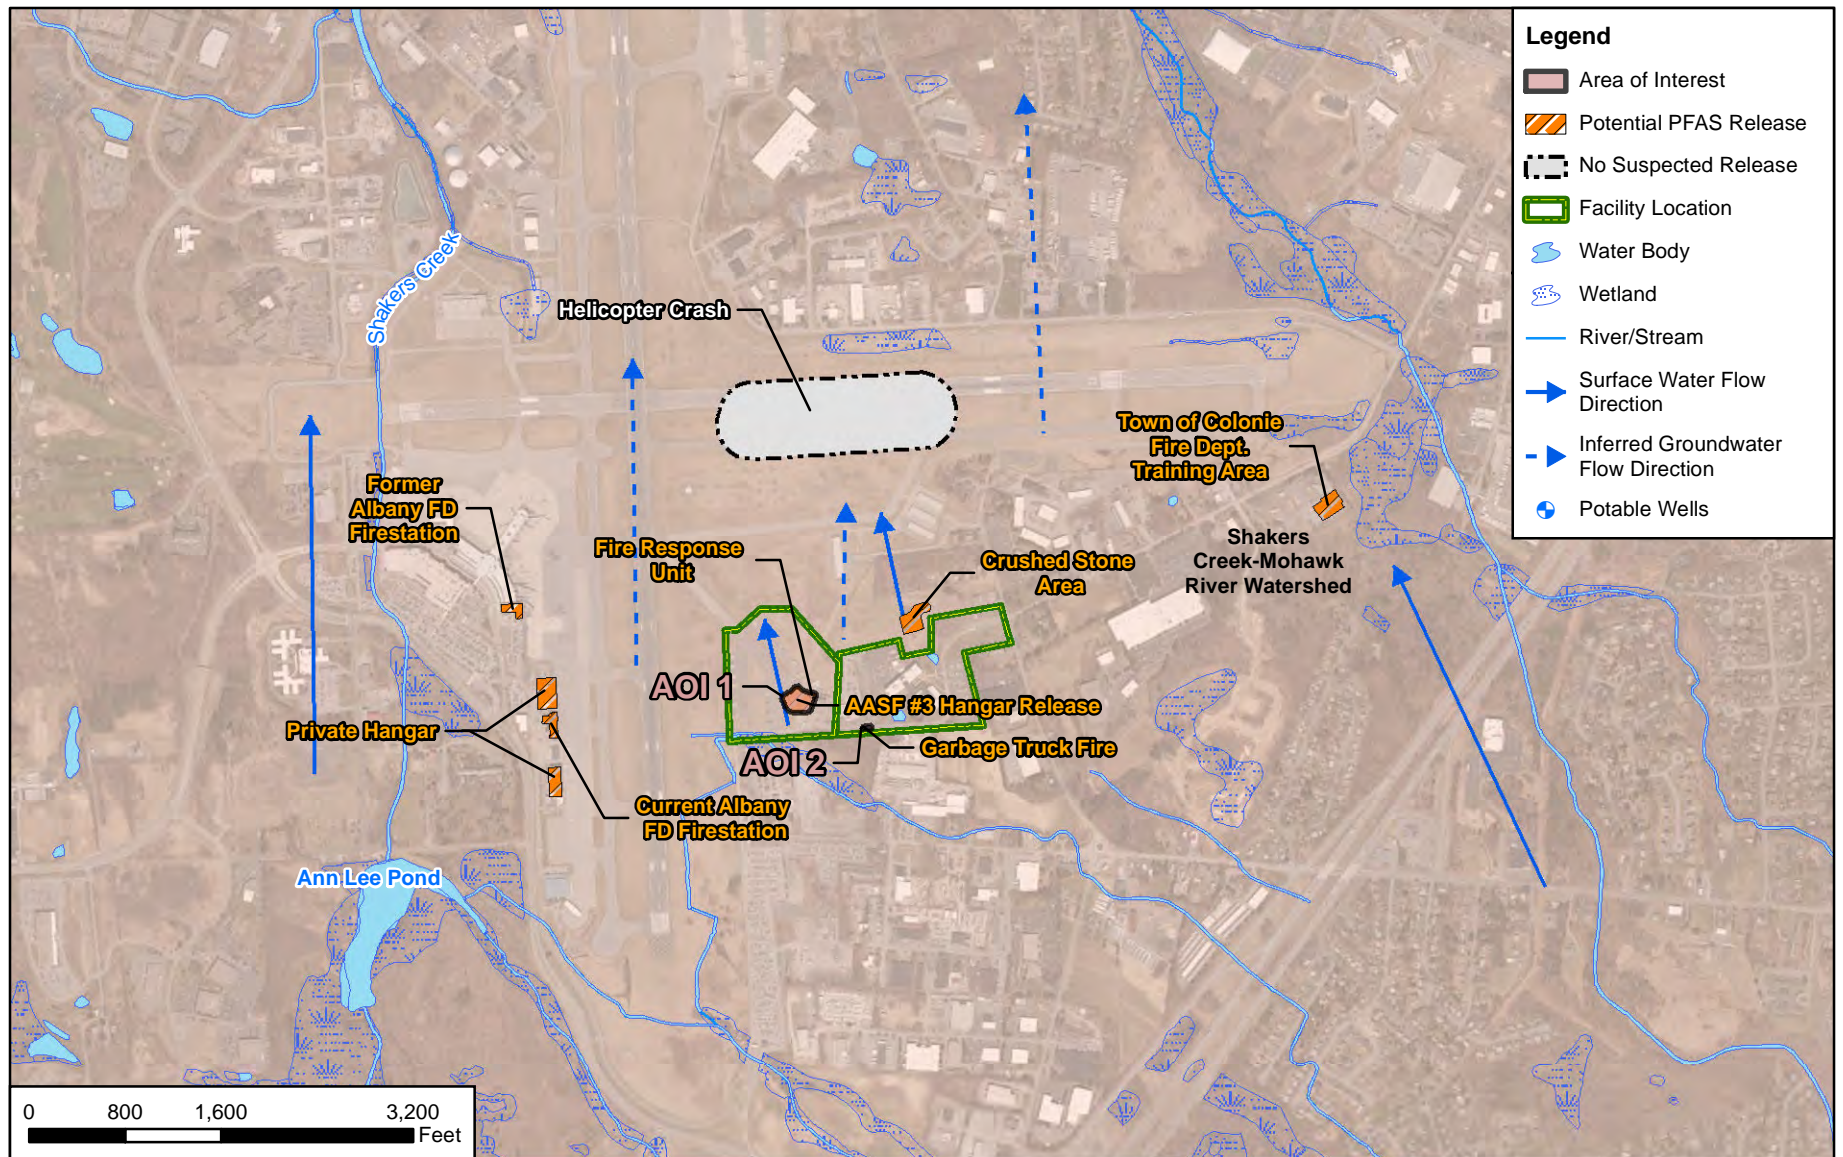 Legend
Area of Interest
Potential PFAS Release
No Suspected Release
Facility Location
Water Body
Wetland
River/Stream
Surface Water Flow
Direction
Inferred Groundwater
Flow Direction
Potable Wells
Shakers Creek
Helicopter Crash
Town of Colonie
Fire Dept.
Training Area
Former
Albany FD
Firestation
Fire Response
Unit
Crushed Stone
Area
Shakers
Creek-Mohawk
River Watershed
AOI 1
AASF #3 Hangar Release
Private Hangar
Garbage Truck Fire
AOI 2
Current Albany
FD Firestation
Ann Lee Pond
0 800 1,600 3,200
Feet